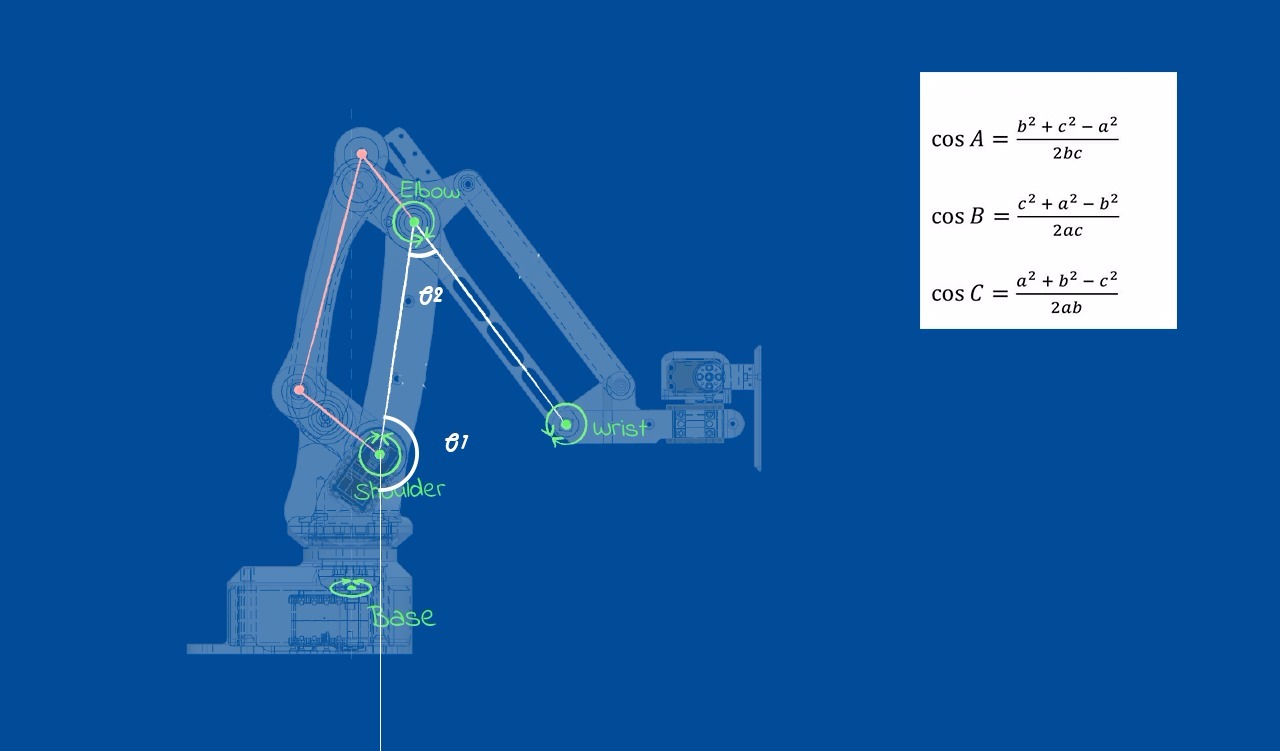 Elbow
θ2
θ1
Wrist
Shoulder
Base
cos A = (b² + c² − a²) / 2bc
cos B = (c² + a² − b²) / 2ac
cos C = (a² + b² − c²) / 2ab